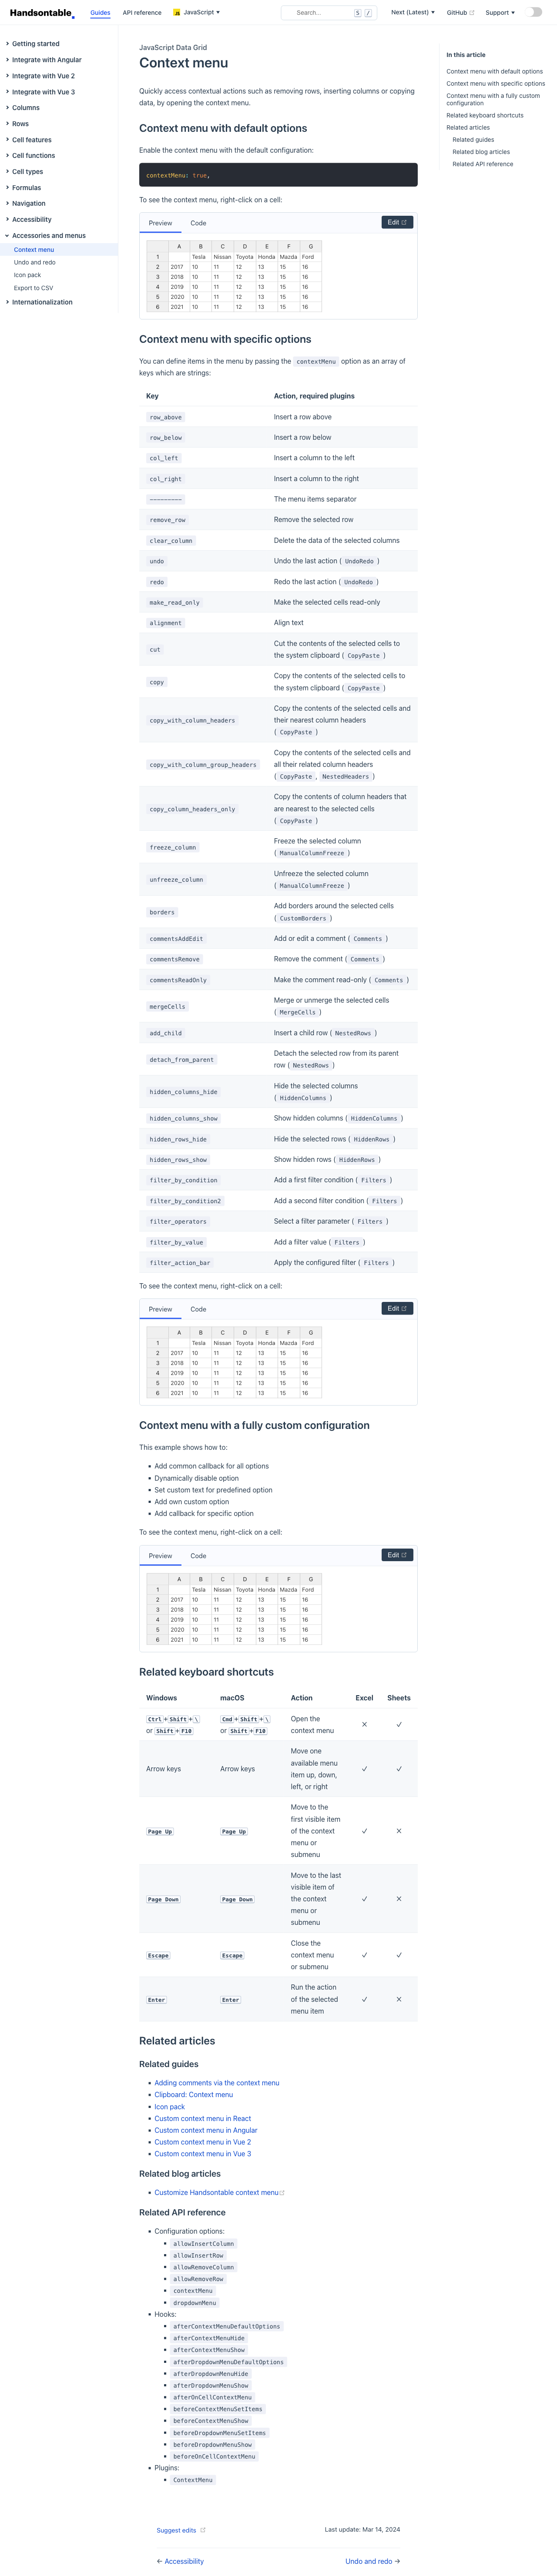 Handsontable
Guides
API reference
JS JavaScript
Search...
S /
Next (Latest)
GitHub
Support
Getting started
Integrate with Angular
Integrate with Vue 2
Integrate with Vue 3
Columns
Rows
Cell features
Cell functions
Cell types
Formulas
Navigation
Accessibility
Accessories and menus
Context menu
Undo and redo
Icon pack
Export to CSV
Internationalization
In this article
Context menu with default options
Context menu with specific options
Context menu with a fully custom
configuration
Related keyboard shortcuts
Related articles
Related guides
Related blog articles
Related API reference
JavaScript Data Grid
Context menu
Quickly access contextual actions such as removing rows, inserting columns or copying
data, by opening the context menu.
Context menu with default options
Enable the context menu with the default configuration:
contextMenu: true,
To see the context menu, right-click on a cell:
Preview Code Edit
A B C D E F G
1 Tesla Nissan Toyota Honda Mazda Ford
2 2017 10 11 12 13 15 16
3 2018 10 11 12 13 15 16
4 2019 10 11 12 13 15 16
5 2020 10 11 12 13 15 16
6 2021 10 11 12 13 15 16
Context menu with specific options
You can define items in the menu by passing the contextMenu option as an array of
keys which are strings:
Key Action, required plugins
row_above Insert a row above
row_below Insert a row below
col_left Insert a column to the left
col_right Insert a column to the right
--------- The menu items separator
remove_row Remove the selected row
clear_column Delete the data of the selected columns
undo Undo the last action ( UndoRedo )
redo Redo the last action ( UndoRedo )
make_read_only Make the selected cells read-only
alignment Align text
cut Cut the contents of the selected cells to
the system clipboard ( CopyPaste )
copy Copy the contents of the selected cells to
the system clipboard ( CopyPaste )
copy_with_column_headers Copy the contents of the selected cells and
their nearest column headers
( CopyPaste )
copy_with_column_group_headers Copy the contents of the selected cells and
all their related column headers
( CopyPaste , NestedHeaders )
copy_column_headers_only Copy the contents of column headers that
are nearest to the selected cells
( CopyPaste )
freeze_column Freeze the selected column
( ManualColumnFreeze )
unfreeze_column Unfreeze the selected column
( ManualColumnFreeze )
borders Add borders around the selected cells
( CustomBorders )
commentsAddEdit Add or edit a comment ( Comments )
commentsRemove Remove the comment ( Comments )
commentsReadOnly Make the comment read-only ( Comments )
mergeCells Merge or unmerge the selected cells
( MergeCells )
add_child Insert a child row ( NestedRows )
detach_from_parent Detach the selected row from its parent
row ( NestedRows )
hidden_columns_hide Hide the selected columns
( HiddenColumns )
hidden_columns_show Show hidden columns ( HiddenColumns )
hidden_rows_hide Hide the selected rows ( HiddenRows )
hidden_rows_show Show hidden rows ( HiddenRows )
filter_by_condition Add a first filter condition ( Filters )
filter_by_condition2 Add a second filter condition ( Filters )
filter_operators Select a filter parameter ( Filters )
filter_by_value Add a filter value ( Filters )
filter_action_bar Apply the configured filter ( Filters )
To see the context menu, right-click on a cell:
Preview Code Edit
A B C D E F G
1 Tesla Nissan Toyota Honda Mazda Ford
2 2017 10 11 12 13 15 16
3 2018 10 11 12 13 15 16
4 2019 10 11 12 13 15 16
5 2020 10 11 12 13 15 16
6 2021 10 11 12 13 15 16
Context menu with a fully custom configuration
This example shows how to:
Add common callback for all options
Dynamically disable option
Set custom text for predefined option
Add own custom option
Add callback for specific option
To see the context menu, right-click on a cell:
Preview Code Edit
A B C D E F G
1 Tesla Nissan Toyota Honda Mazda Ford
2 2017 10 11 12 13 15 16
3 2018 10 11 12 13 15 16
4 2019 10 11 12 13 15 16
5 2020 10 11 12 13 15 16
6 2021 10 11 12 13 15 16
Related keyboard shortcuts
Windows macOS Action Excel Sheets
Ctrl + Shift + \ Cmd + Shift + \ Open the ✗ ✓
or Shift + F10 or Shift + F10 context menu
Move one
available menu
Arrow keys Arrow keys item up, down, ✓ ✓
left, or right
Move to the
first visible item
Page Up Page Up of the context ✓ ✗
menu or
submenu
Move to the last
visible item of
Page Down Page Down the context ✓ ✗
menu or
submenu
Close the
Escape Escape context menu ✓ ✓
or submenu
Run the action
Enter Enter of the selected ✓ ✗
menu item
Related articles
Related guides
Adding comments via the context menu
Clipboard: Context menu
Icon pack
Custom context menu in React
Custom context menu in Angular
Custom context menu in Vue 2
Custom context menu in Vue 3
Related blog articles
Customize Handsontable context menu
Related API reference
Configuration options:
allowInsertColumn
allowInsertRow
allowRemoveColumn
allowRemoveRow
contextMenu
dropdownMenu
Hooks:
afterContextMenuDefaultOptions
afterContextMenuHide
afterContextMenuShow
afterDropdownMenuDefaultOptions
afterDropdownMenuHide
afterDropdownMenuShow
afterOnCellContextMenu
beforeContextMenuSetItems
beforeContextMenuShow
beforeDropdownMenuSetItems
beforeDropdownMenuShow
beforeOnCellContextMenu
Plugins:
ContextMenu
Suggest edits Last update: Mar 14, 2024
← Accessibility Undo and redo →